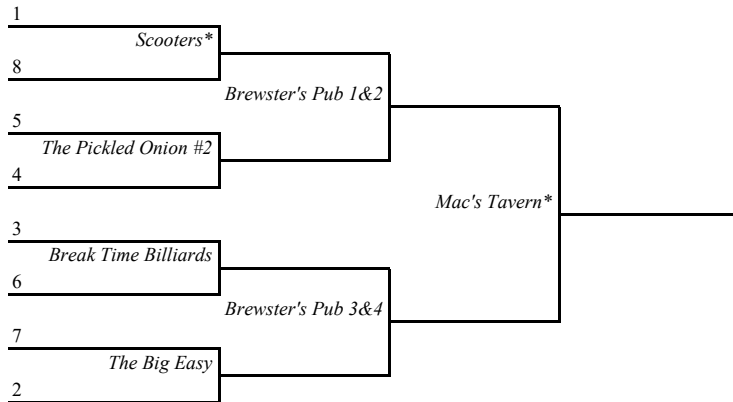 1
Scooters*
8
Brewster's Pub 1&2
5
The Pickled Onion #2
4
Mac's Tavern*
3
Break Time Billiards
6
Brewster's Pub 3&4
7
The Big Easy
2